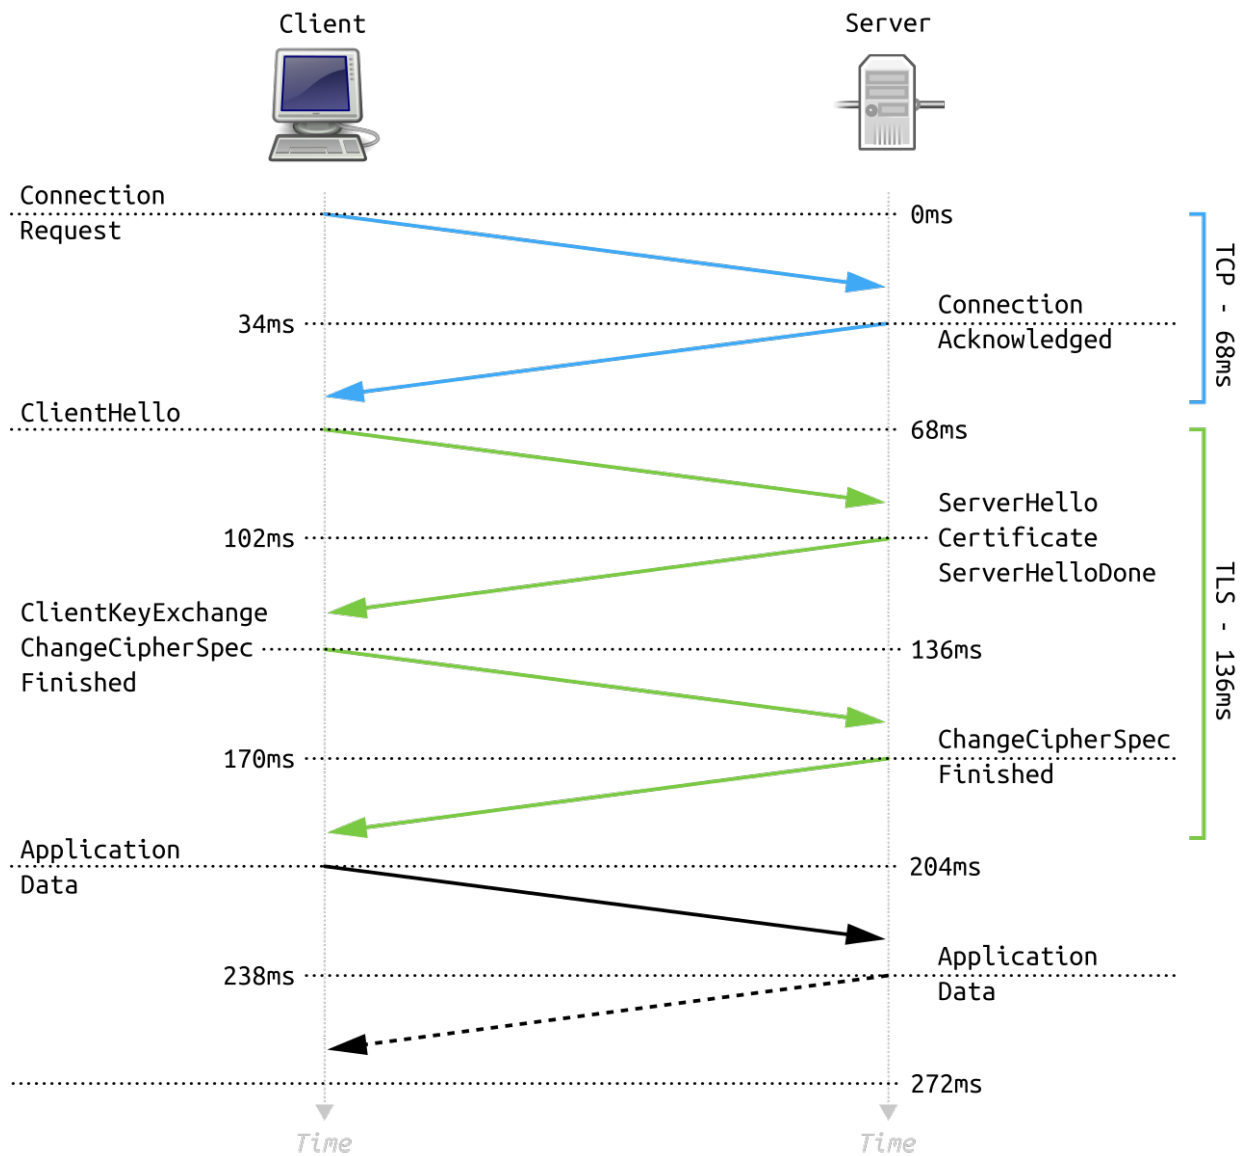 Client
Server
Connection
Request
0ms
TCP - 68ms
Connection
Acknowledged
34ms
ClientHello
68ms
ServerHello
Certificate
ServerHelloDone
102ms
TLS - 136ms
ClientKeyExchange
ChangeCipherSpec
Finished
136ms
ChangeCipherSpec
Finished
170ms
Application
Data
204ms
Application
Data
238ms
272ms
Time
Time